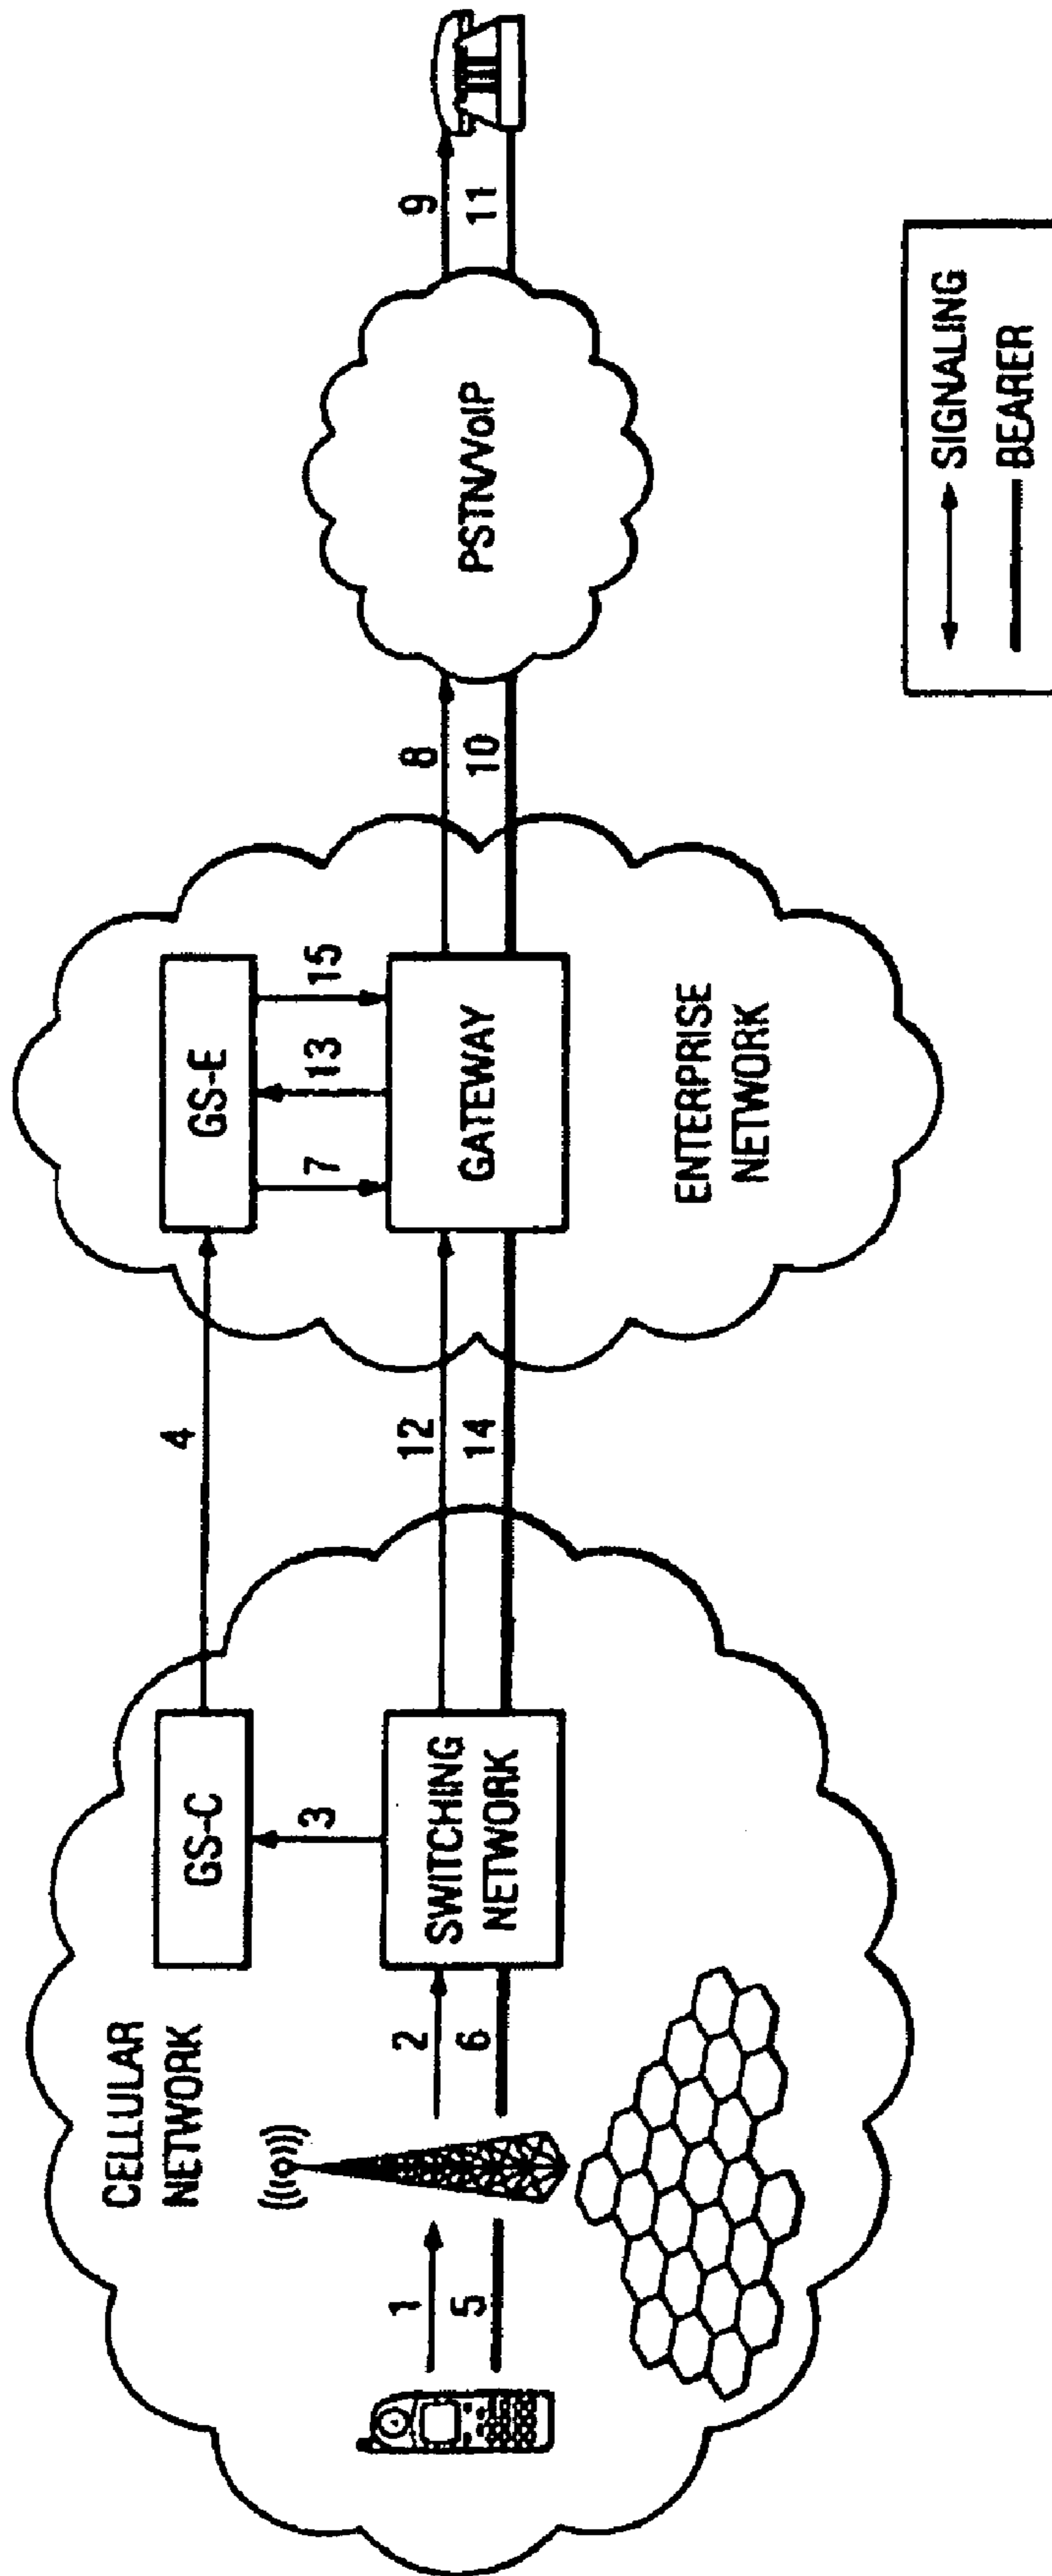 CELLULAR
NETWORK
GS-C
3
SWITCHING
NETWORK
1
5
2
6
4
12
14
GS-E
7
13
15
GATEWAY
ENTERPRISE
NETWORK
8
10
PSTN/VoIP
9
11
SIGNALING
BEARER